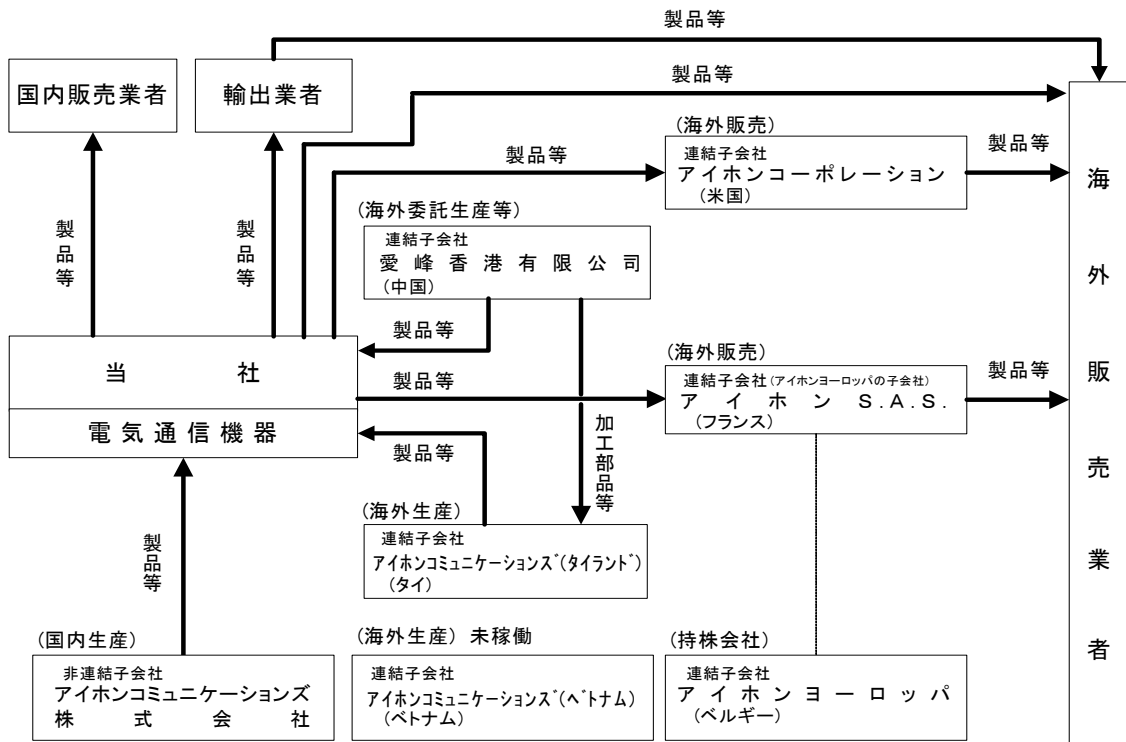 製品等
国内販売業者
輸出業者
製品等
(海外販売)
連結子会社
アイホンコーポレーション
(米国)
製品等
製品等
製品等
製品等
(海外委託生産等)
連結子会社
愛峰香港有限公司
(中国)
製品等
当社
電気通信機器
製品等
(海外販売)
連結子会社(アイホンヨーロッパの子会社)
アイホンS.A.S.
(フランス)
製品等
海外販売業者
製品等
加工部品等
(海外生産)
連結子会社
アイホンコミュニケーションズ(タイランド)
(タイ)
製品等
(国内生産)
非連結子会社
アイホンコミュニケーションズ
株式会社
(海外生産) 未稼働
連結子会社
アイホンコミュニケーションズ(ベトナム)
(ベトナム)
(持株会社)
連結子会社
アイホンヨーロッパ
(ベルギー)